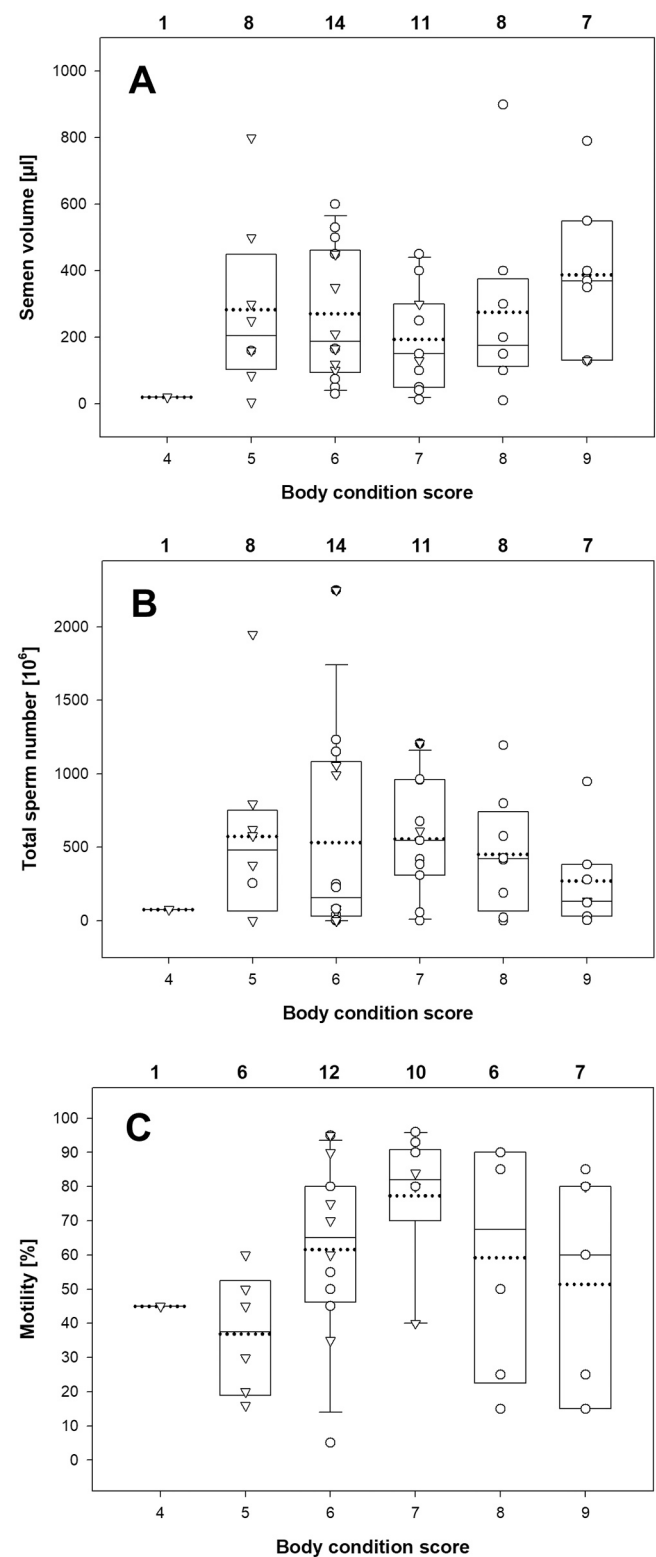 1 8 14 11 8 7
A
1000
800
600
400
200
0
Semen volume [µl]
4 5 6 7 8 9
Body condition score
1 8 14 11 8 7
B
2000
1500
1000
500
0
Total sperm number [10⁶]
4 5 6 7 8 9
Body condition score
1 6 12 10 6 7
C
100
90
80
70
60
50
40
30
20
10
0
Motility [%]
4 5 6 7 8 9
Body condition score